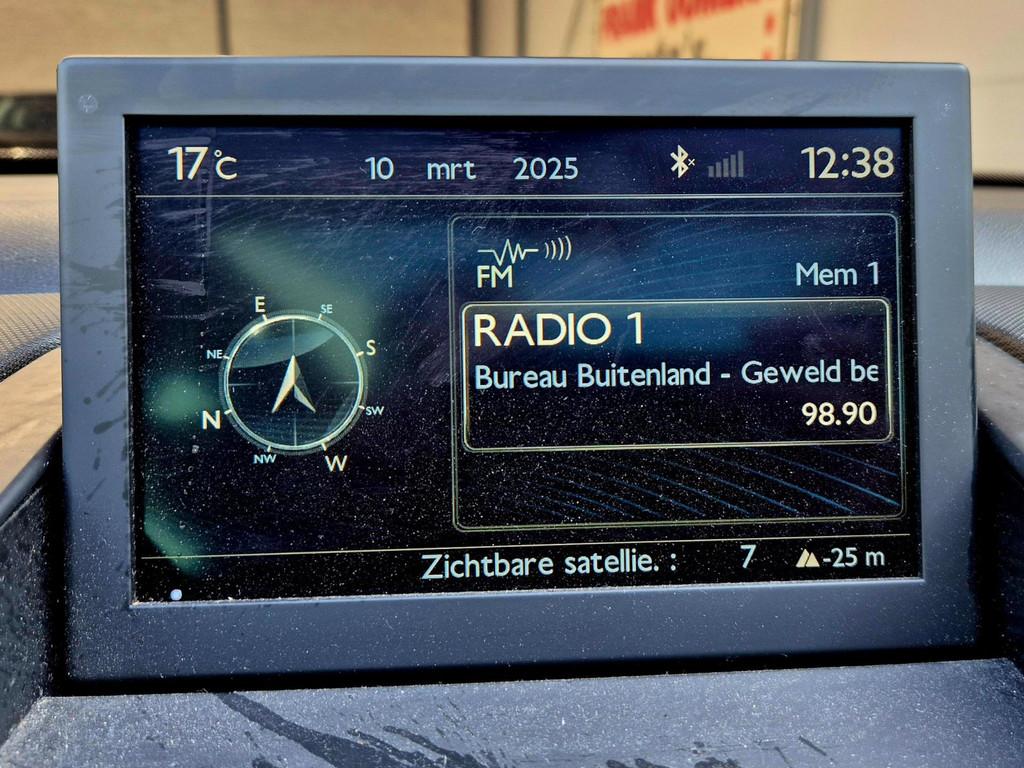 17°C 10 mrt 2025 12:38
FM Mem 1
RADIO 1
Bureau Buitenland - Geweld be
98.90
E SE
NE S
N SW
NW W
Zichtbare satellie. : 7 -25 m